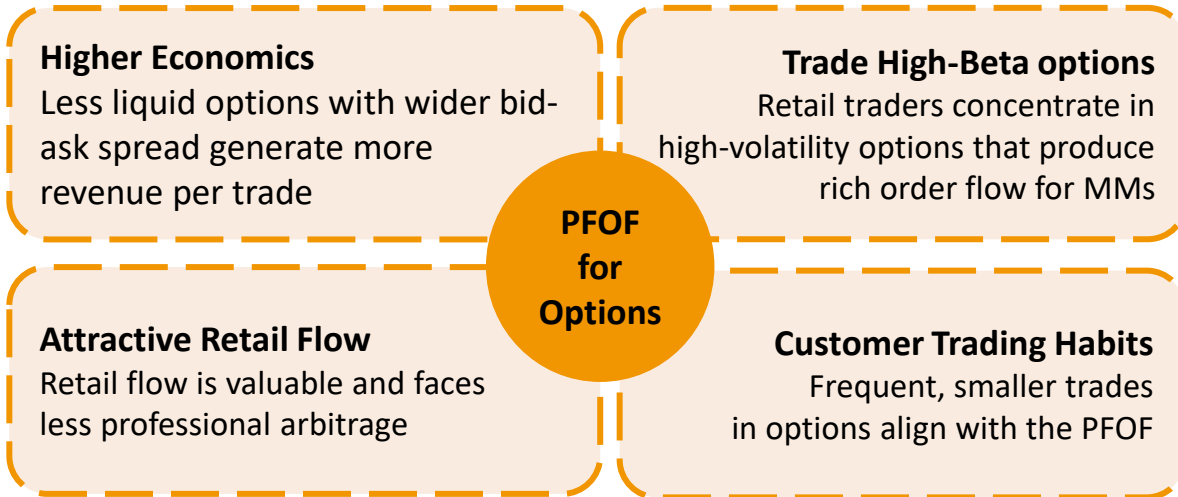 Higher Economics
Less liquid options with wider bid-
ask spread generate more
revenue per trade
Trade High-Beta options
Retail traders concentrate in
high-volatility options that produce
rich order flow for MMs
PFOF
for
Options
Attractive Retail Flow
Retail flow is valuable and faces
less professional arbitrage
Customer Trading Habits
Frequent, smaller trades
in options align with the PFOF